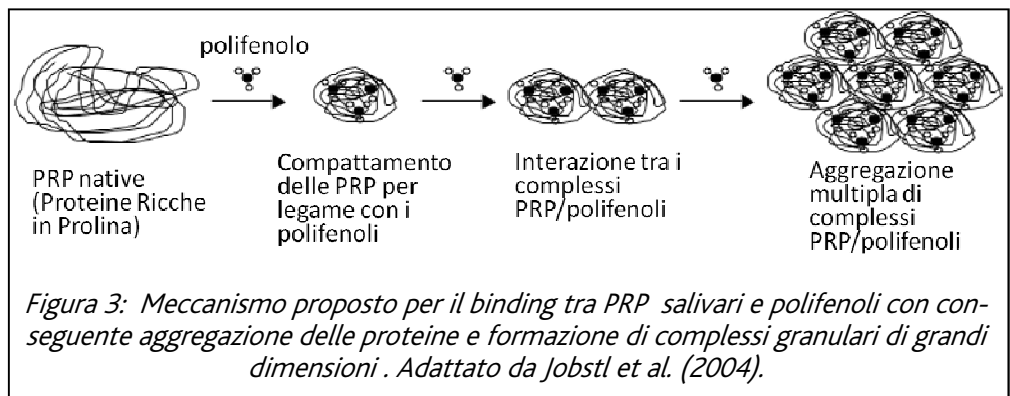 polifenolo
PRP native
(Proteine Ricche
in Prolina)
Compattamento
delle PRP per
legame con i
polifenoli
Interazione tra i
complessi
PRP/polifenoli
Aggregazione
multipla di
complessi
PRP/polifenoli
Figura 3: Meccanismo proposto per il binding tra PRP salivari e polifenoli con con-
seguente aggregazione delle proteine e formazione di complessi granulari di grandi
dimensioni . Adattato da Jobstl et al. (2004).